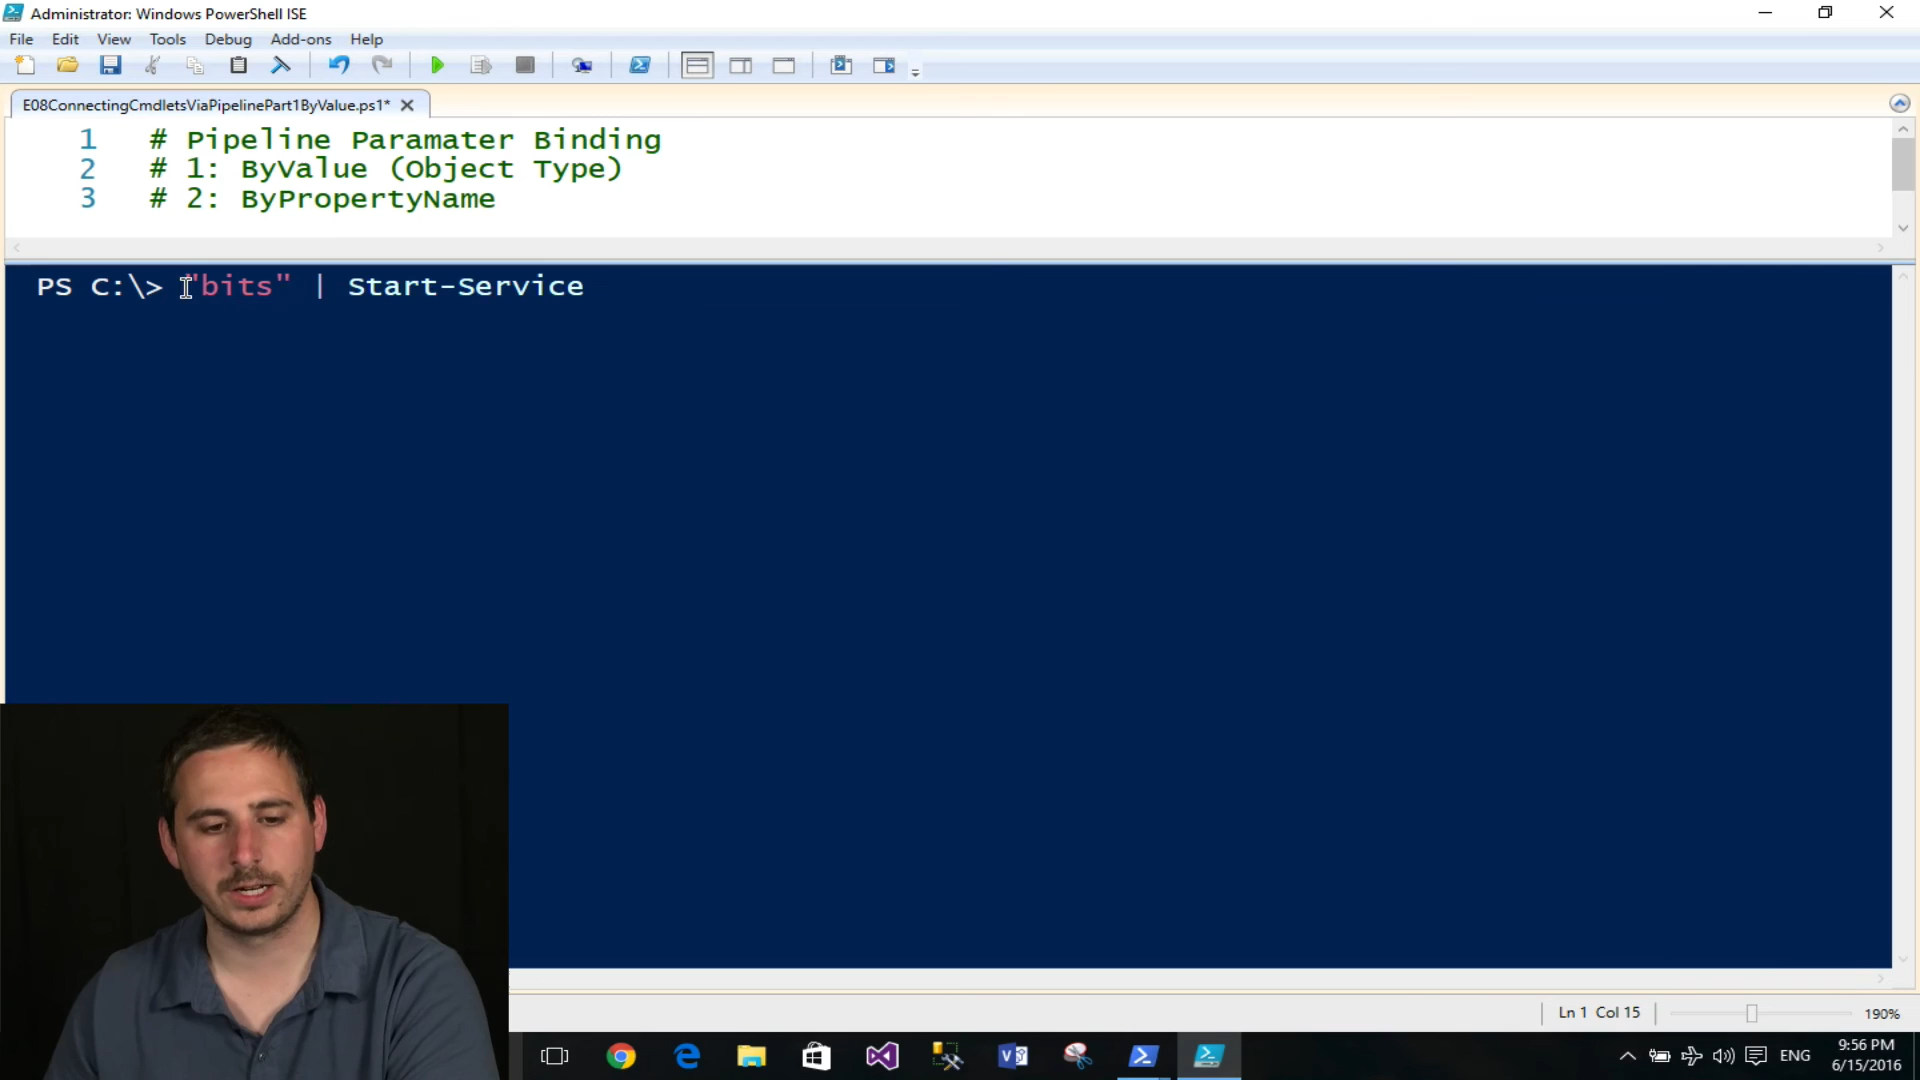 Administrator: Windows PowerShell ISE
File Edit View Tools Debug Add-ons Help
E08ConnectingCmdletsViaPipelinePart1ByValue.ps1*
1 # Pipeline Paramater Binding
2 # 1: ByValue (Object Type)
3 # 2: ByPropertyName
PS C:\> "bits" | Start-Service
Ln 1 Col 15 190%
ENG
9:56 PM
6/15/2016